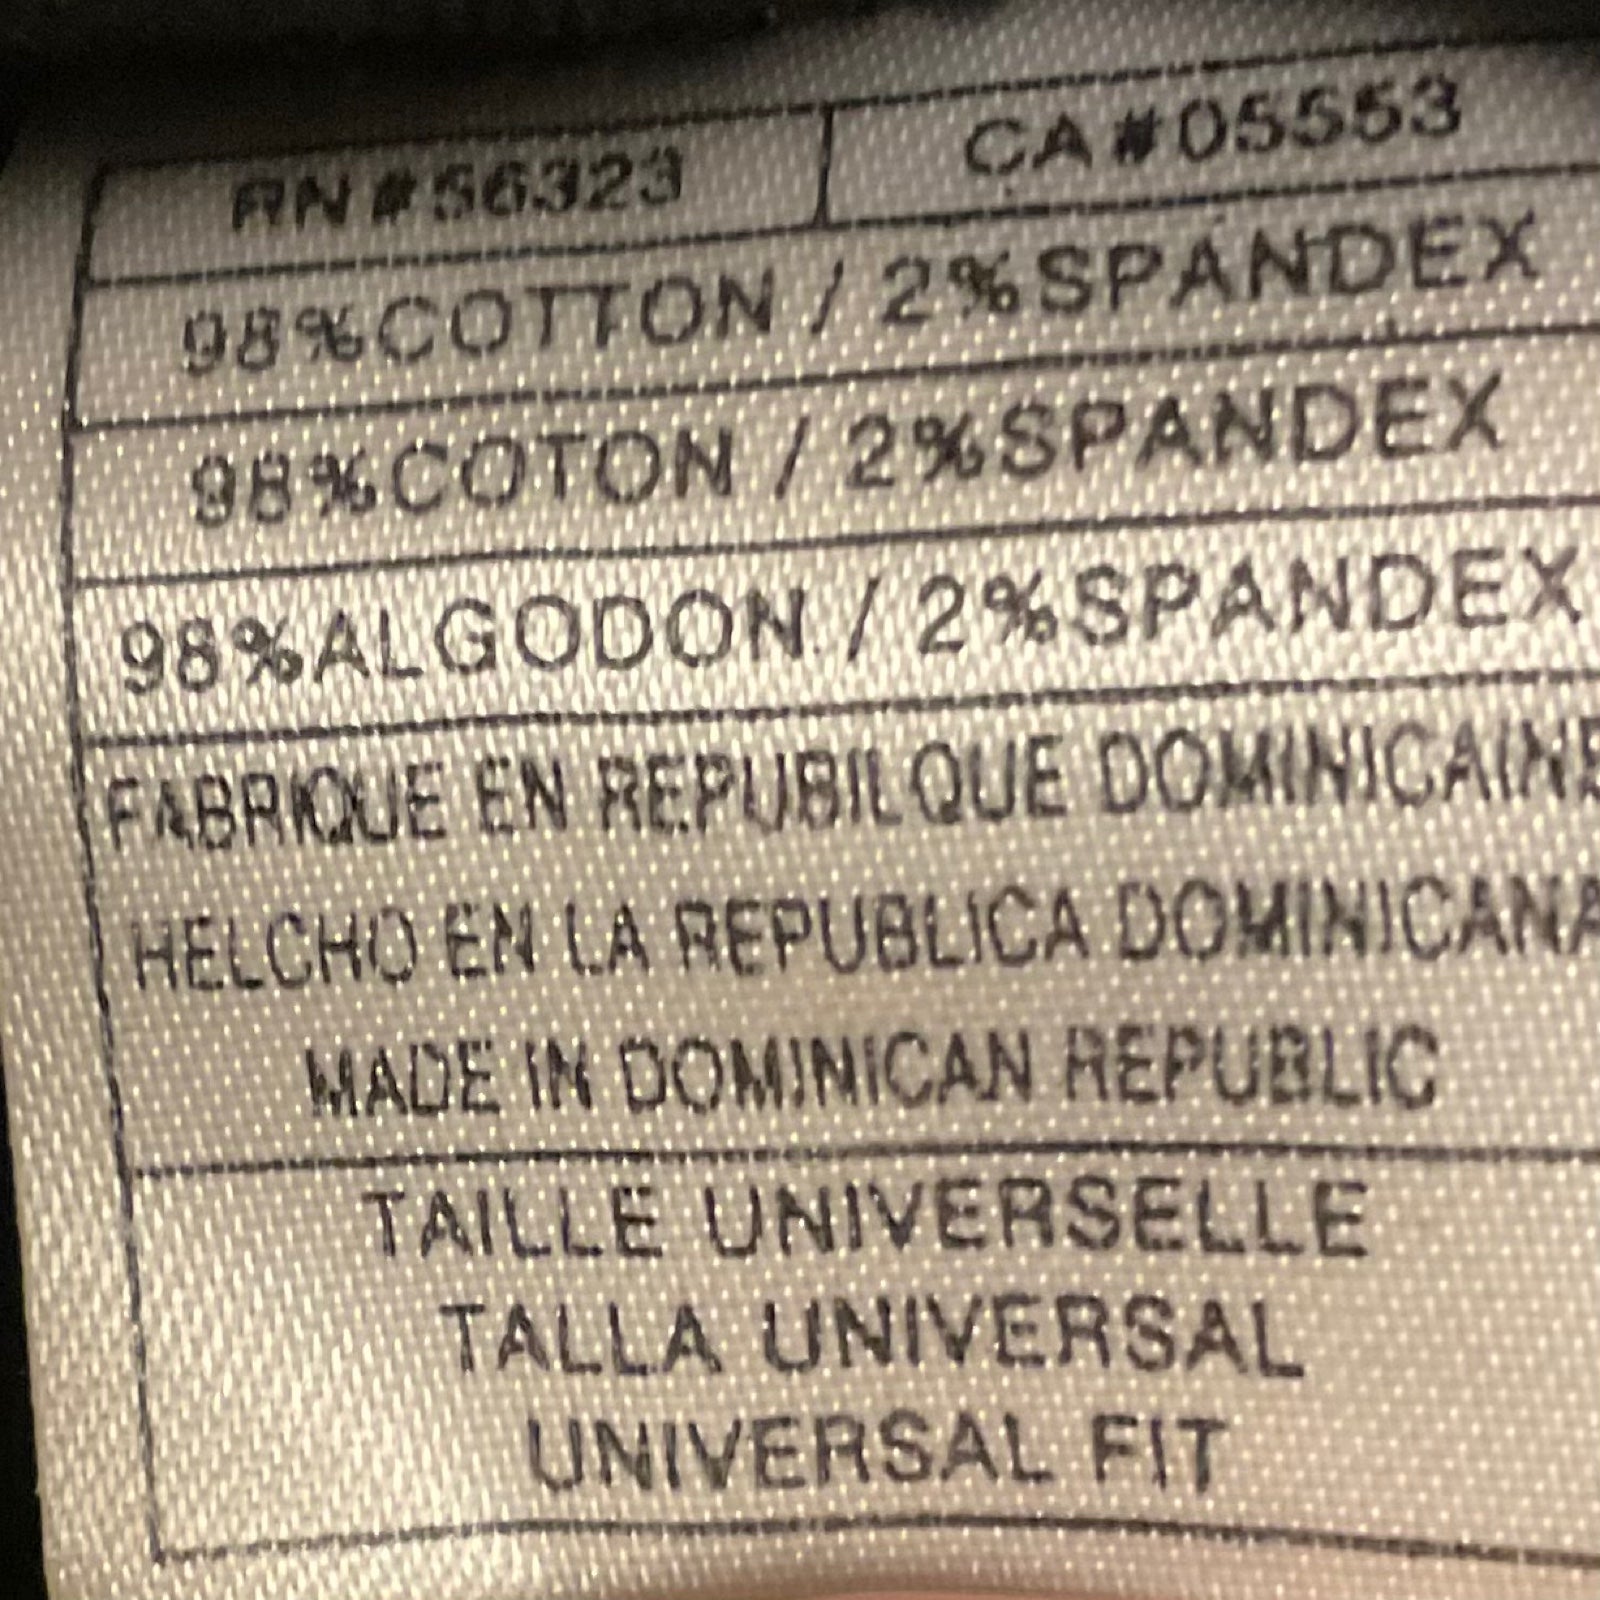 RN#56323 CA#05553
98%COTTON / 2%SPANDEX
98%COTON / 2%SPANDEX
98%ALGODON / 2%SPANDEX
FABRIQUE EN REPUBILQUE DOMINICAINE
HELCHO EN LA REPUBLICA DOMINICANA
MADE IN DOMINICAN REPUBLIC
TAILLE UNIVERSELLE
TALLA UNIVERSAL
UNIVERSAL FIT